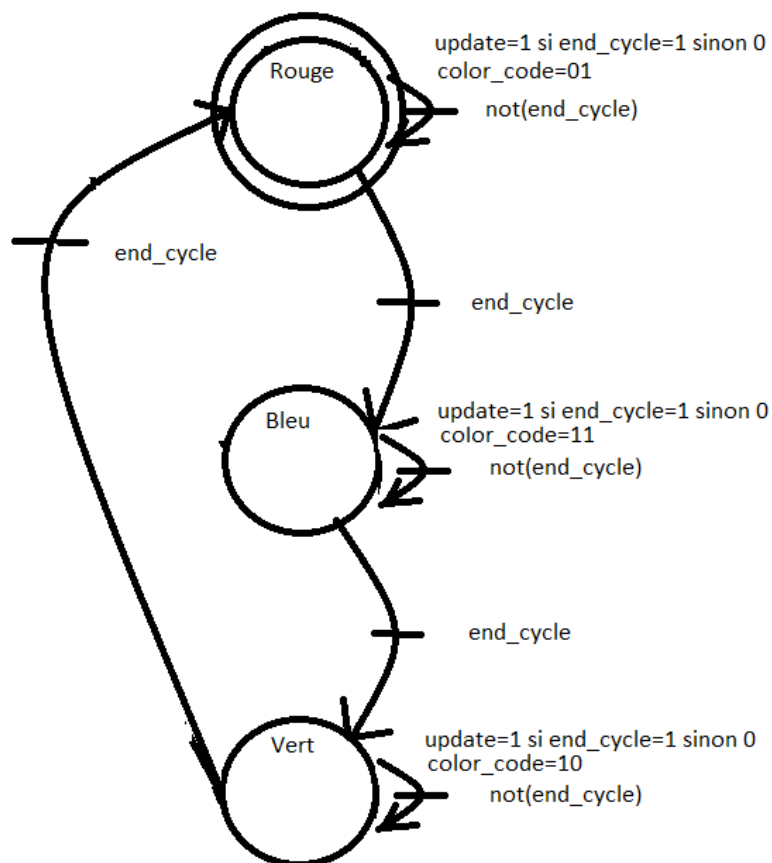 Rouge
update=1 si end_cycle=1 sinon 0
color_code=01
not(end_cycle)
end_cycle
end_cycle
Bleu
update=1 si end_cycle=1 sinon 0
color_code=11
not(end_cycle)
end_cycle
Vert
update=1 si end_cycle=1 sinon 0
color_code=10
not(end_cycle)